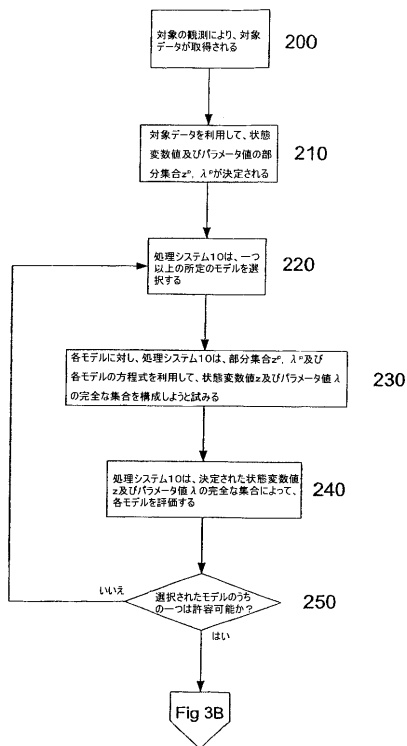 対象の観測により、対象
データが取得される
200
対象データを利用して、状態
変数値及びパラメータ値の部
分集合zᵖ, λᵖが決定される
210
処理システム10は、一つ
以上の所定のモデルを選
択する
220
各モデルに対し、処理システム10は、部分集合zᵖ, λᵖ及び
各モデルの方程式を利用して、状態変数値z及びパラメータ値λ
の完全な集合を構成しようと試みる
230
処理システム10は、決定された状態変数値
z及びパラメータ値λの完全な集合によって、
各モデルを評価する
240
いいえ
選択されたモデルのうち
の一つは許容可能か?
250
はい
Fig 3B